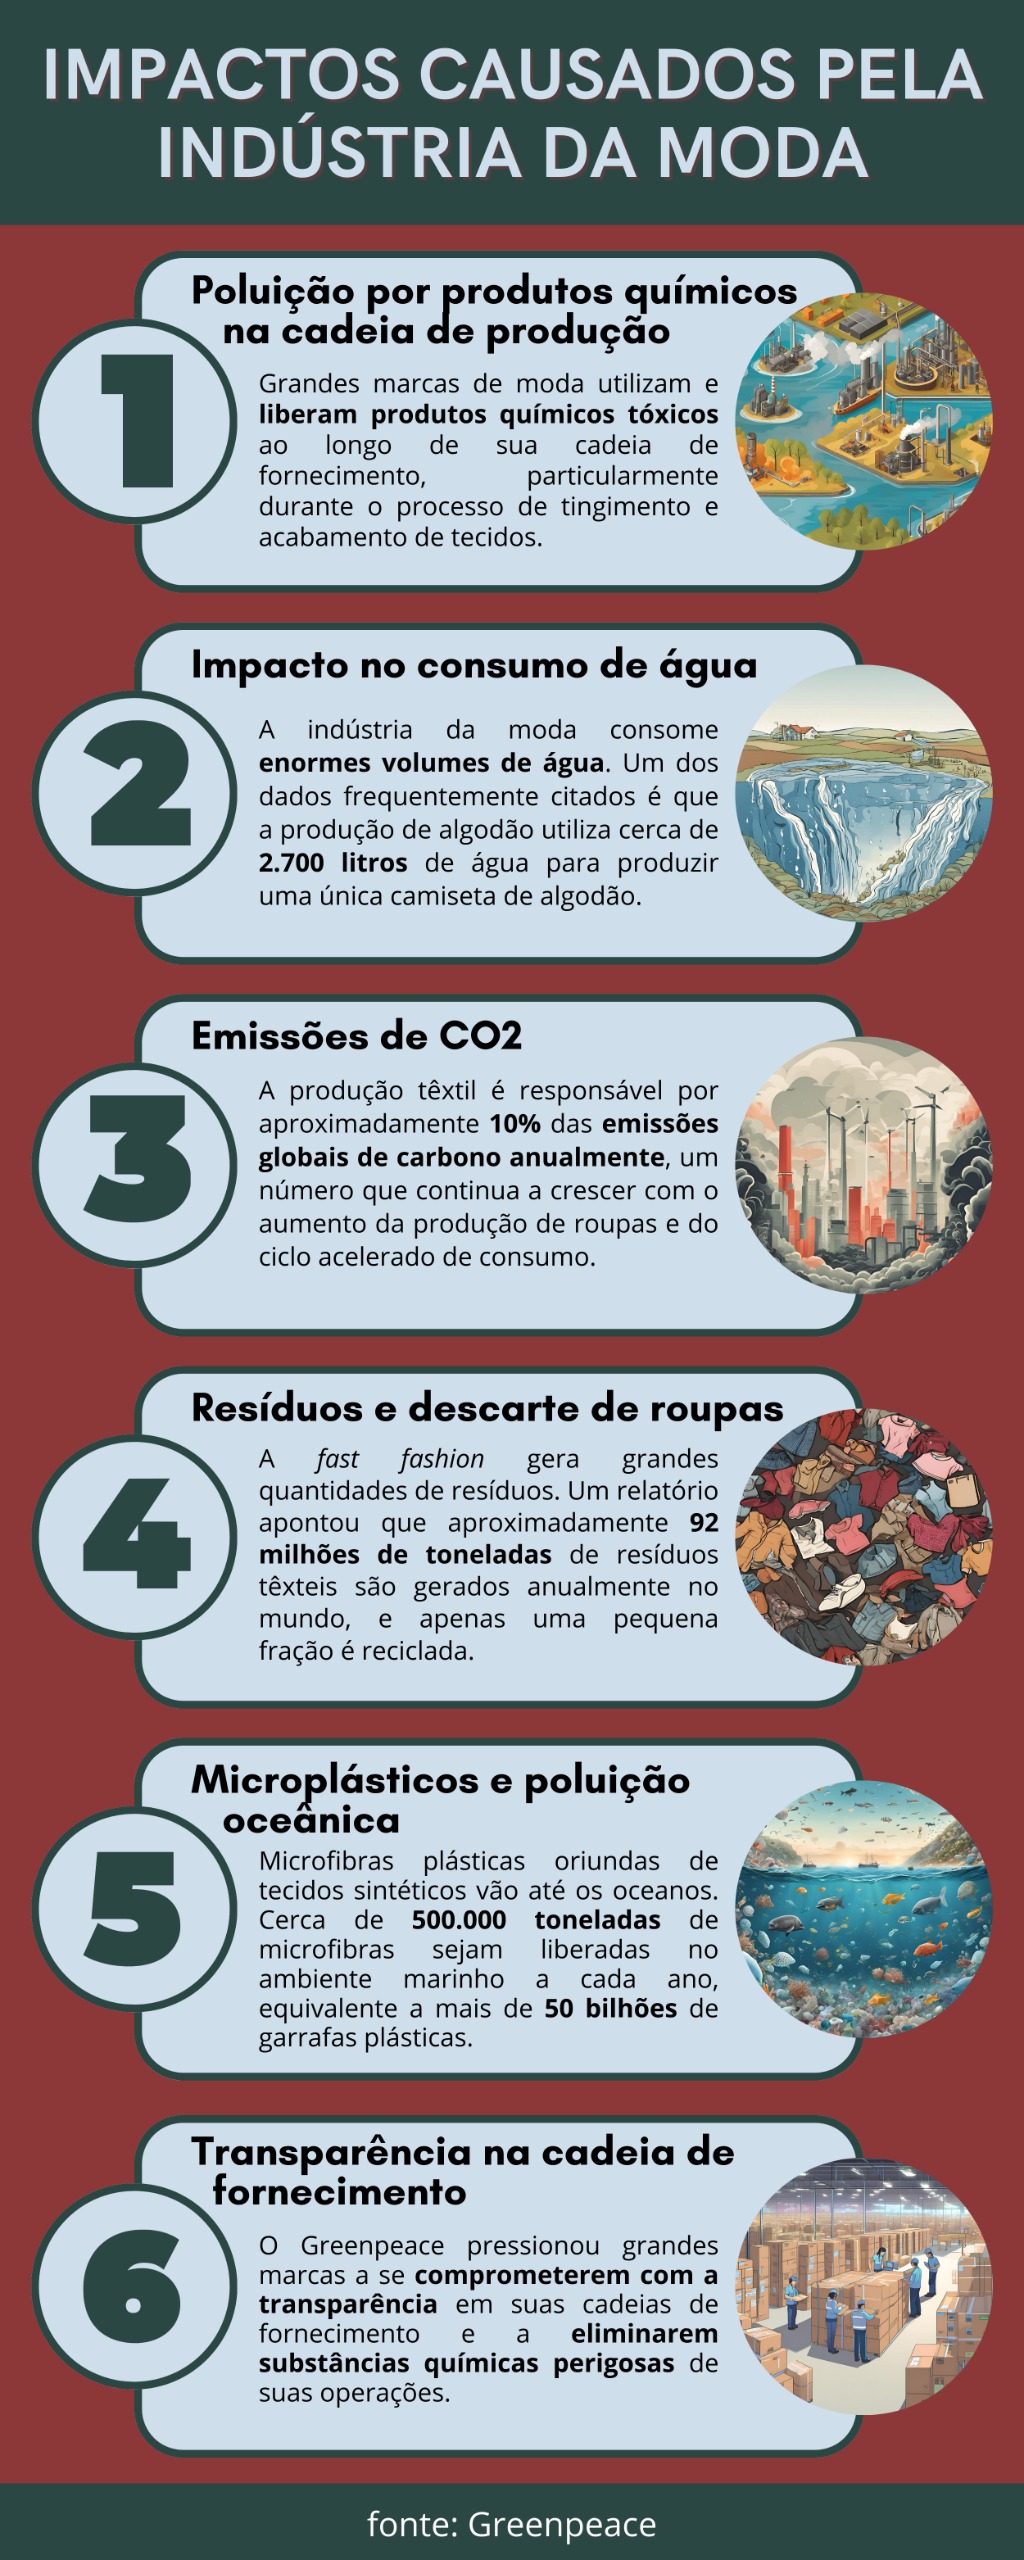 IMPACTOS CAUSADOS PELA
INDÚSTRIA DA MODA
Poluição por produtos químicos
na cadeia de produção
1
Grandes marcas de moda utilizam e
liberam produtos químicos tóxicos
ao longo de sua cadeia de
fornecimento, particularmente
durante o processo de tingimento e
acabamento de tecidos.
Impacto no consumo de água
2
A indústria da moda consome
enormes volumes de água. Um dos
dados frequentemente citados é que
a produção de algodão utiliza cerca de
2.700 litros de água para produzir
uma única camiseta de algodão.
Emissões de CO2
3
A produção têxtil é responsável por
aproximadamente 10% das emissões
globais de carbono anualmente, um
número que continua a crescer com o
aumento da produção de roupas e do
ciclo acelerado de consumo.
Resíduos e descarte de roupas
4
A fast fashion gera grandes
quantidades de resíduos. Um relatório
apontou que aproximadamente 92
milhões de toneladas de resíduos
têxteis são gerados anualmente no
mundo, e apenas uma pequena
fração é reciclada.
Microplásticos e poluição
oceânica
5
Microfibras plásticas oriundas de
tecidos sintéticos vão até os oceanos.
Cerca de 500.000 toneladas de
microfibras sejam liberadas no
ambiente marinho a cada ano,
equivalente a mais de 50 bilhões de
garrafas plásticas.
Transparência na cadeia de
fornecimento
6
O Greenpeace pressionou grandes
marcas a se comprometerem com a
transparência em suas cadeias de
fornecimento e a eliminarem
substâncias químicas perigosas de
suas operações.
fonte: Greenpeace